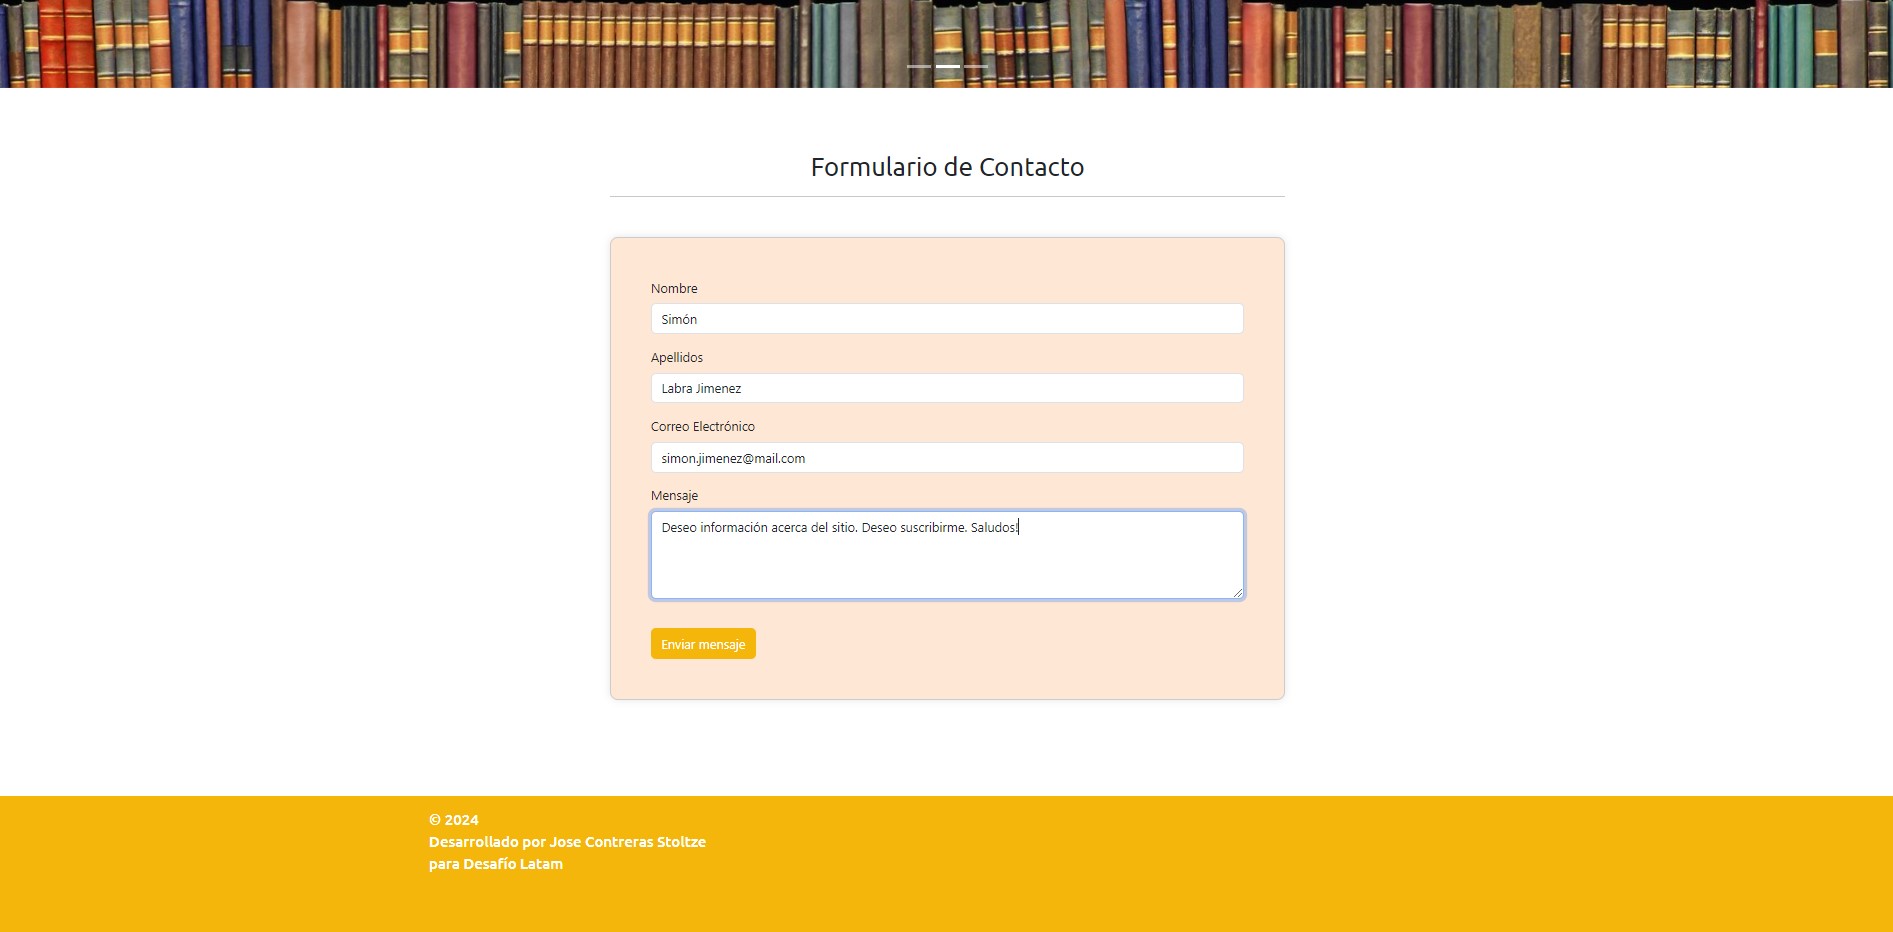 Formulario de Contacto
Nombre
Simón
Apellidos
Labra Jimenez
Correo Electrónico
simon.jimenez@mail.com
Mensaje
Deseo información acerca del sitio. Deseo suscribirme. Saludos!
Enviar mensaje
© 2024
Desarrollado por Jose Contreras Stoltze
para Desafío Latam